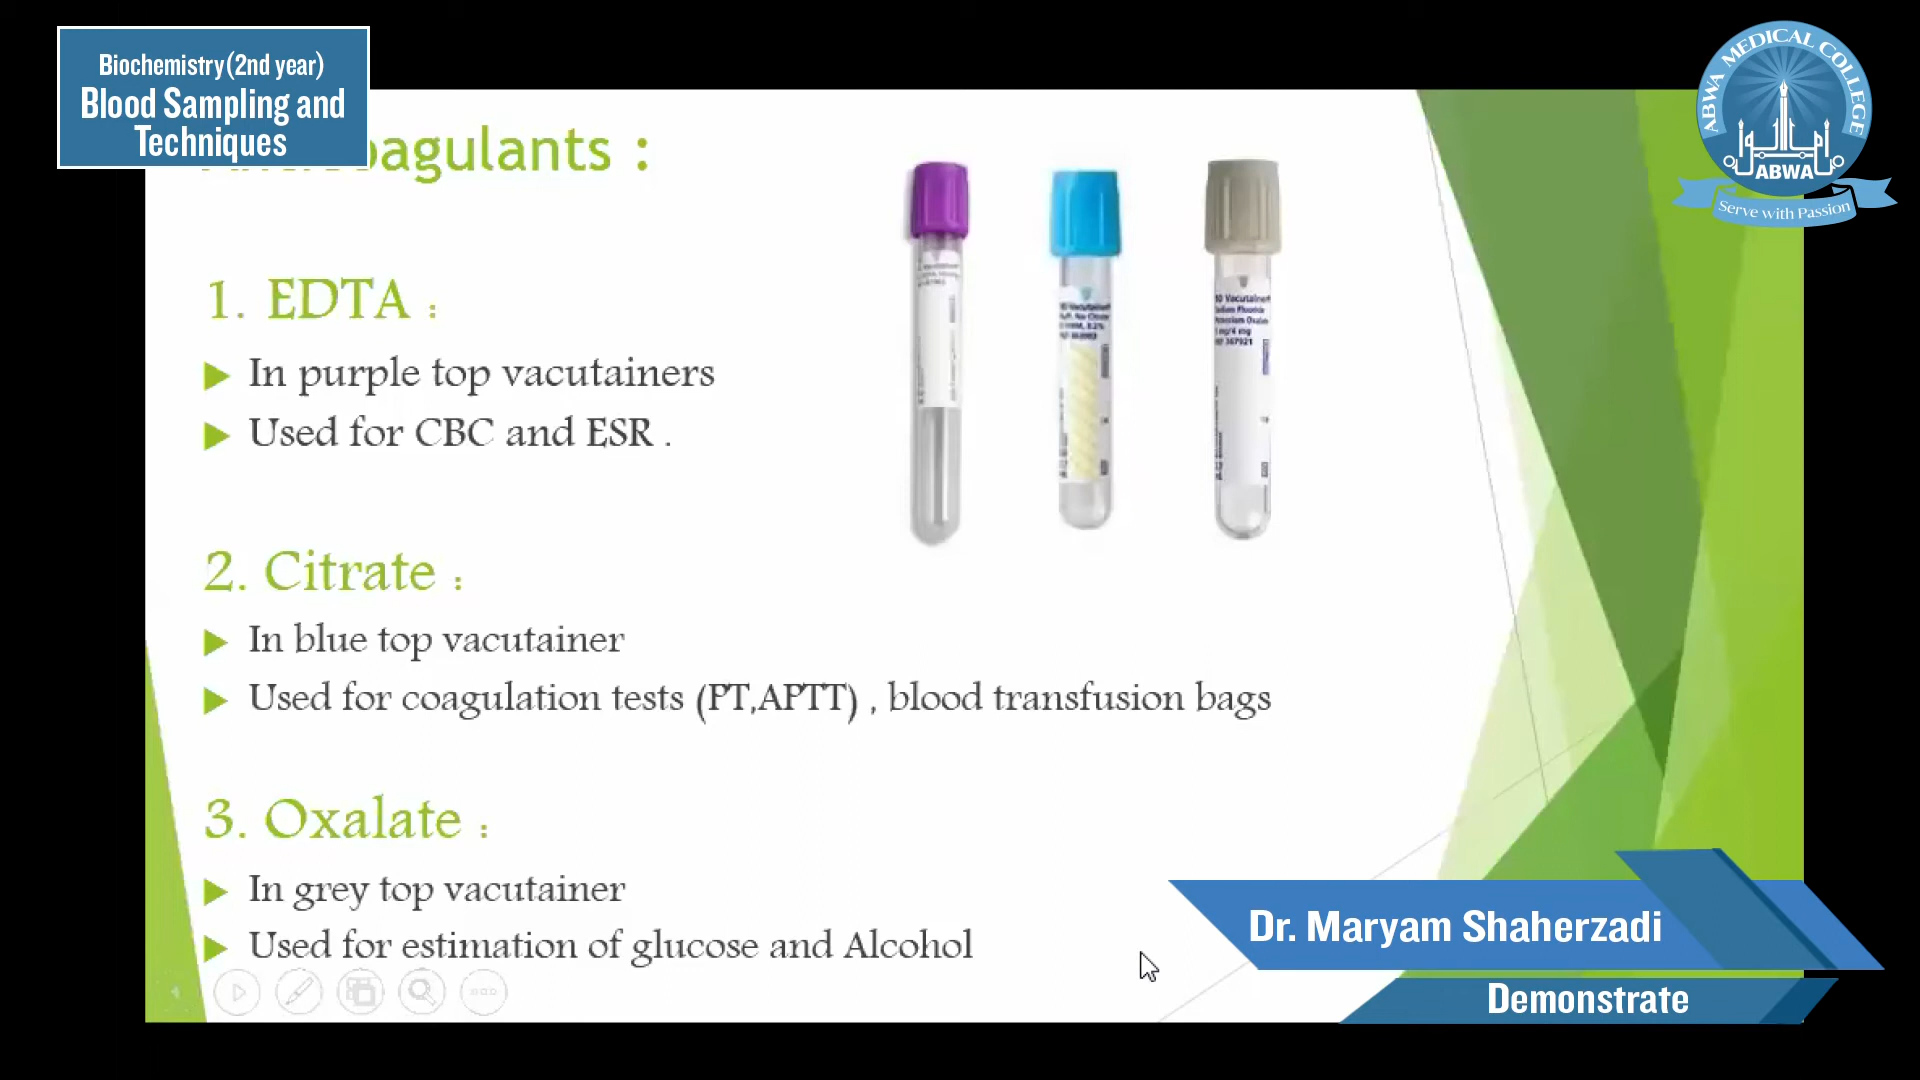 Biochemistry(2nd year)
Blood Sampling and
Techniques
coagulants :
ABWA MEDICAL COLLEGE
ABWA
Serve with Passion
1. EDTA :
In purple top vacutainers
Used for CBC and ESR .
2. Citrate :
In blue top vacutainer
Used for coagulation tests (PT,APTT) , blood transfusion bags
3. Oxalate :
In grey top vacutainer
Used for estimation of glucose and Alcohol
Dr. Maryam Shaherzadi
Demonstrate